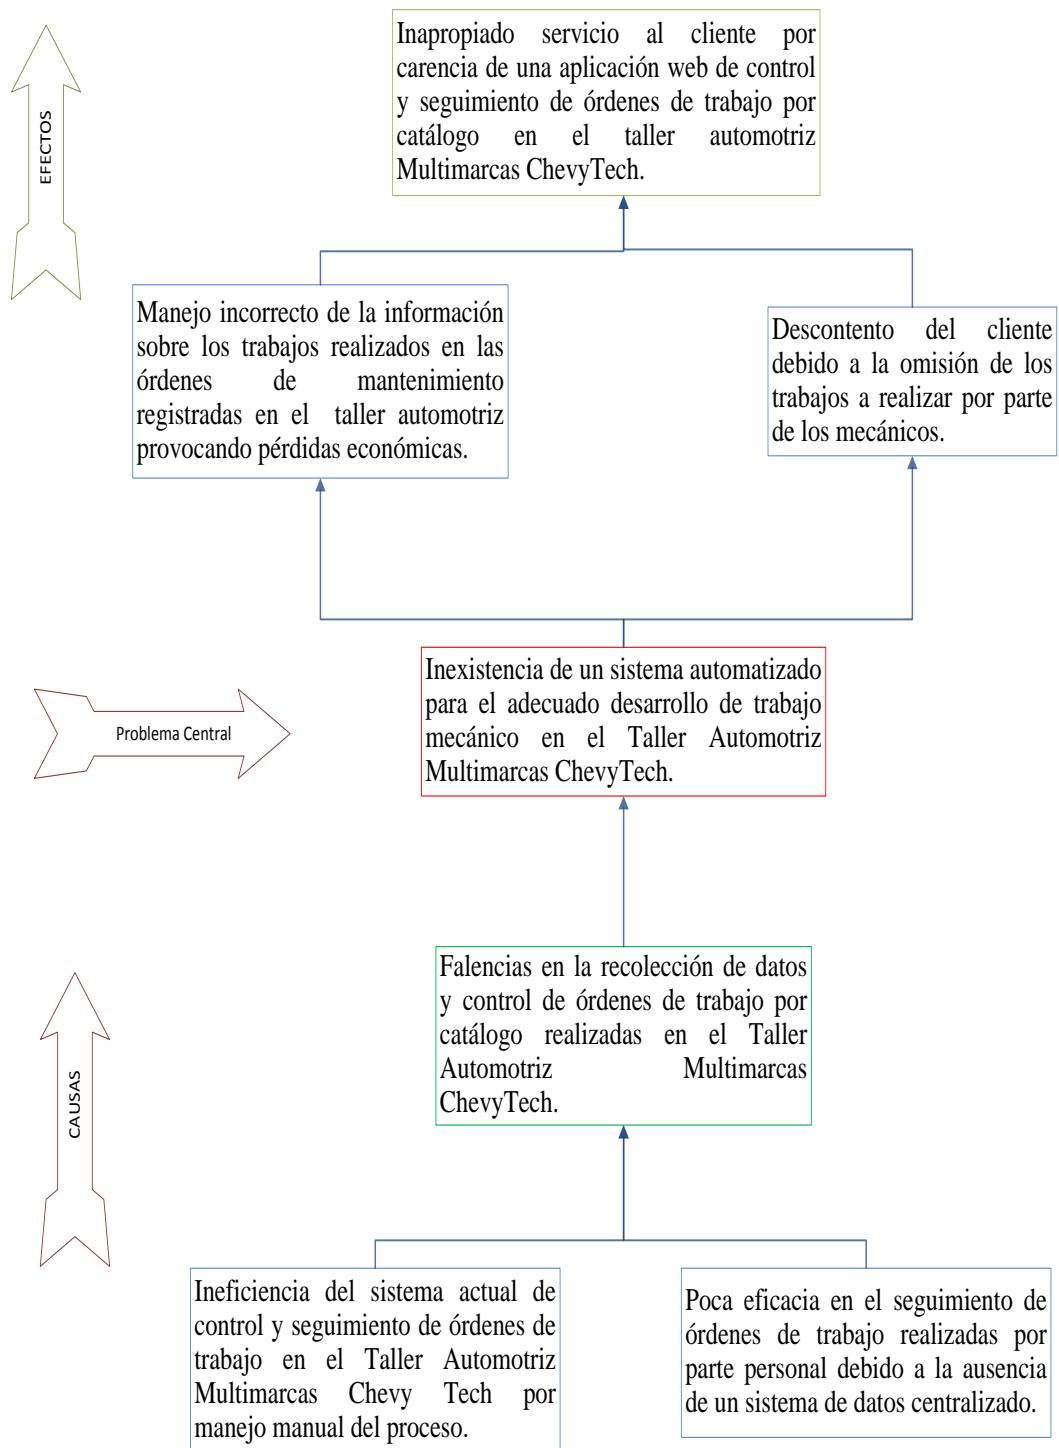 Inapropiado servicio al cliente por
carencia de una aplicación web de control
y seguimiento de órdenes de trabajo por
catálogo en el taller automotriz
Multimarcas ChevyTech.
EFECTOS
Manejo incorrecto de la información
sobre los trabajos realizados en las
órdenes de mantenimiento
registradas en el taller automotriz
provocando pérdidas económicas.
Descontento del cliente
debido a la omisión de los
trabajos a realizar por parte
de los mecánicos.
Problema Central
Inexistencia de un sistema automatizado
para el adecuado desarrollo de trabajo
mecánico en el Taller Automotriz
Multimarcas ChevyTech.
Falencias en la recolección de datos
y control de órdenes de trabajo por
catálogo realizadas en el Taller
Automotriz Multimarcas
ChevyTech.
CAUSAS
Ineficiencia del sistema actual de
control y seguimiento de órdenes de
trabajo en el Taller Automotriz
Multimarcas Chevy Tech por
manejo manual del proceso.
Poca eficacia en el seguimiento de
órdenes de trabajo realizadas por
parte personal debido a la ausencia
de un sistema de datos centralizado.